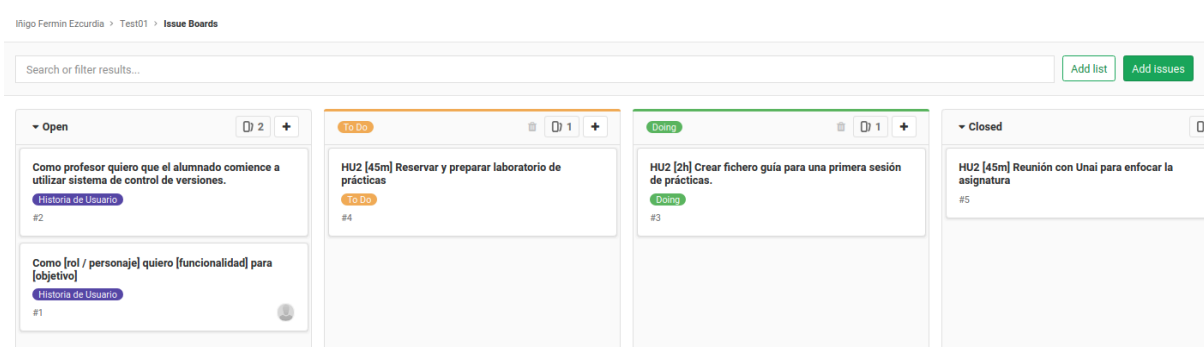 Iñigo Fermin Ezcurdia > Test01 > Issue Boards
Search or filter results...
Add list
Add issues
Open
2
Como profesor quiero que el alumnado comience a
utilizar sistema de control de versiones.
Historia de Usuario
#2
Como [rol / personaje] quiero [funcionalidad] para
[objetivo]
Historia de Usuario
#1
To Do
1
HU2 [45m] Reservar y preparar laboratorio de
prácticas
To Do
#4
Doing
1
HU2 [2h] Crear fichero guía para una primera sesión
de prácticas.
Doing
#3
Closed
HU2 [45m] Reunión con Unai para enfocar la
asignatura
#5